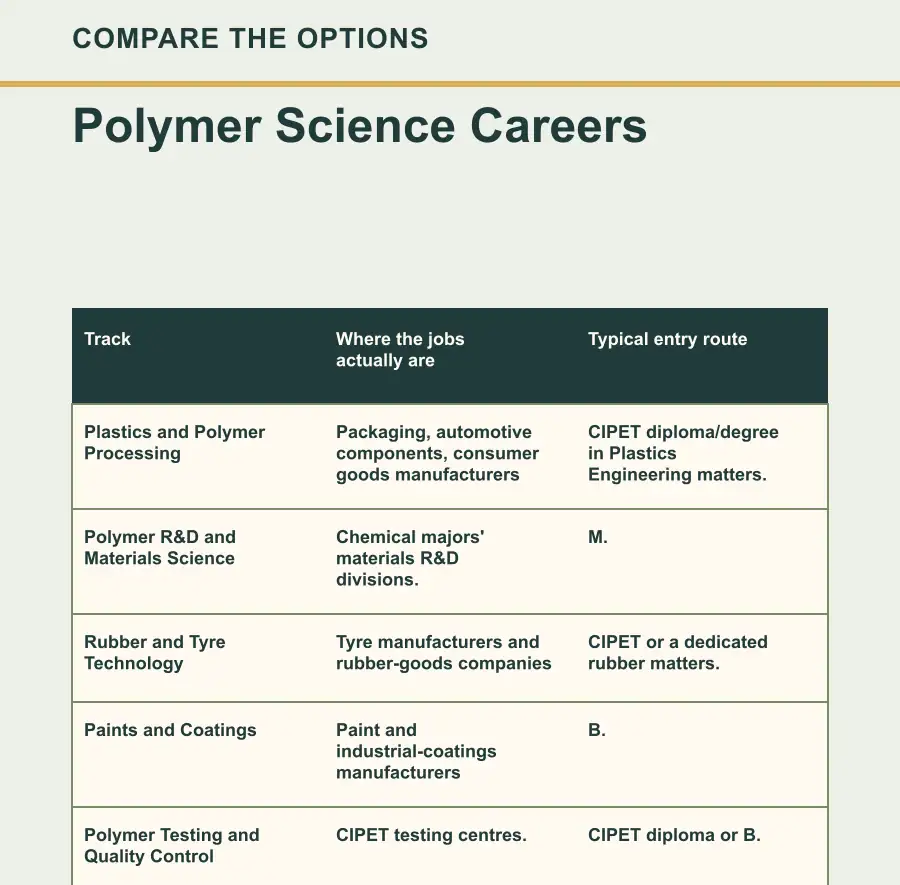 COMPARE THE OPTIONS
Polymer Science Careers
Track
Where the jobs
actually are
Typical entry route
Plastics and Polymer
Processing
Packaging, automotive
components, consumer
goods manufacturers
CIPET diploma/degree
in Plastics
Engineering matters.
Polymer R&D and
Materials Science
Chemical majors'
materials R&D
divisions.
M.
Rubber and Tyre
Technology
Tyre manufacturers and
rubber-goods companies
CIPET or a dedicated
rubber matters.
Paints and Coatings
Paint and
industrial-coatings
manufacturers
B.
Polymer Testing and
Quality Control
CIPET testing centres.
CIPET diploma or B.